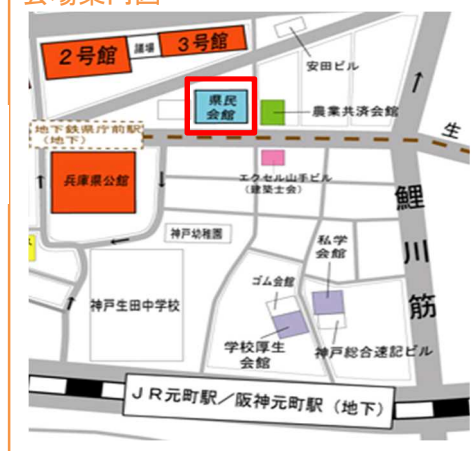 会場案内図
2号館
議場
3号館
安田ビル
県民
会館
農業共済会館
地下鉄県庁前駅
(地下)
生
兵庫県公館
エクセル山手ビル
(建築士会)
鯉川筋
神戸幼稚園
私学
会館
ゴム会館
神戸生田中学校
学校厚生
会館
神戸総合速記ビル
JR元町駅/阪神元町駅(地下)